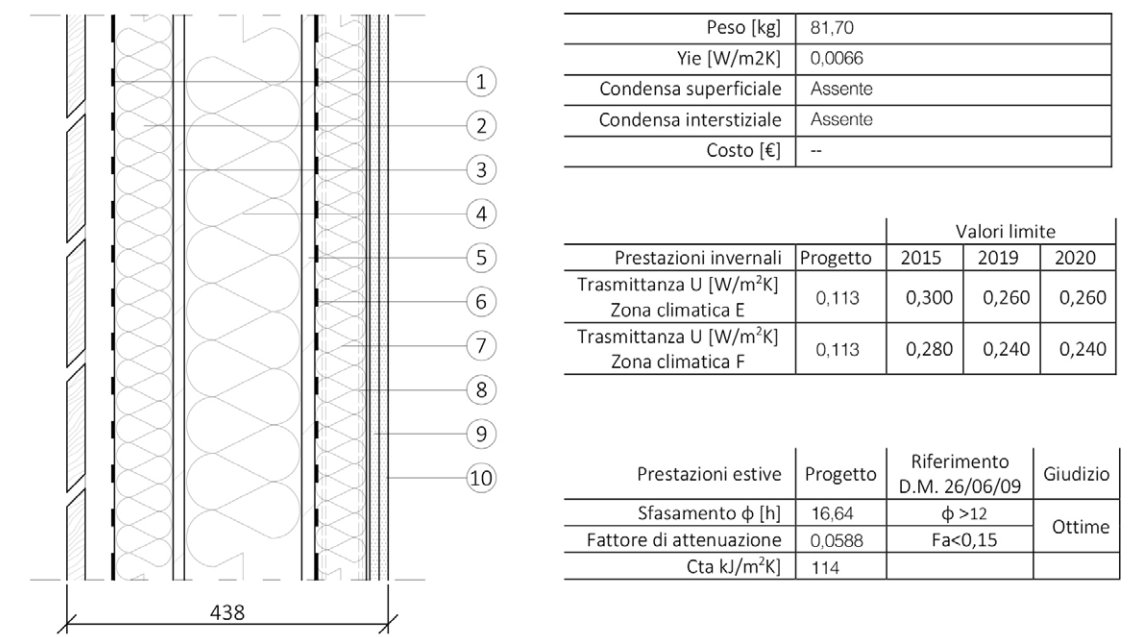 1
2
3
4
5
6
7
8
9
10
438
Peso [kg] 81,70
Yie [W/m2K] 0,0066
Condensa superficiale Assente
Condensa interstiziale Assente
Costo [€] --
Valori limite
Prestazioni invernali Progetto 2015 2019 2020
Trasmittanza U [W/m²K]
Zona climatica E 0,113 0,300 0,260 0,260
Trasmittanza U [W/m²K]
Zona climatica F 0,113 0,280 0,240 0,240
Prestazioni estive Progetto Riferimento
D.M. 26/06/09 Giudizio
Sfasamento ϕ [h] 16,64 ϕ >12
Ottime
Fattore di attenuazione 0,0588 Fa<0,15
Cta kJ/m²K] 114